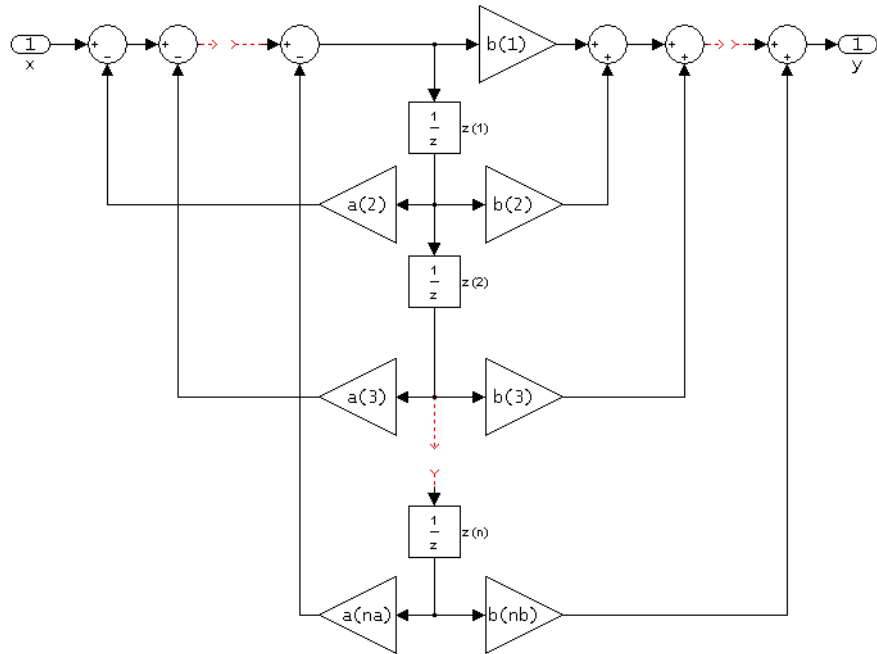 1
x
+
−
+
−
+
−
b(1)
+
+
+
+
+
+
1
y
1
z
z(1)
a(2)
b(2)
1
z
z(2)
a(3)
b(3)
1
z
z(n)
a(na)
b(nb)